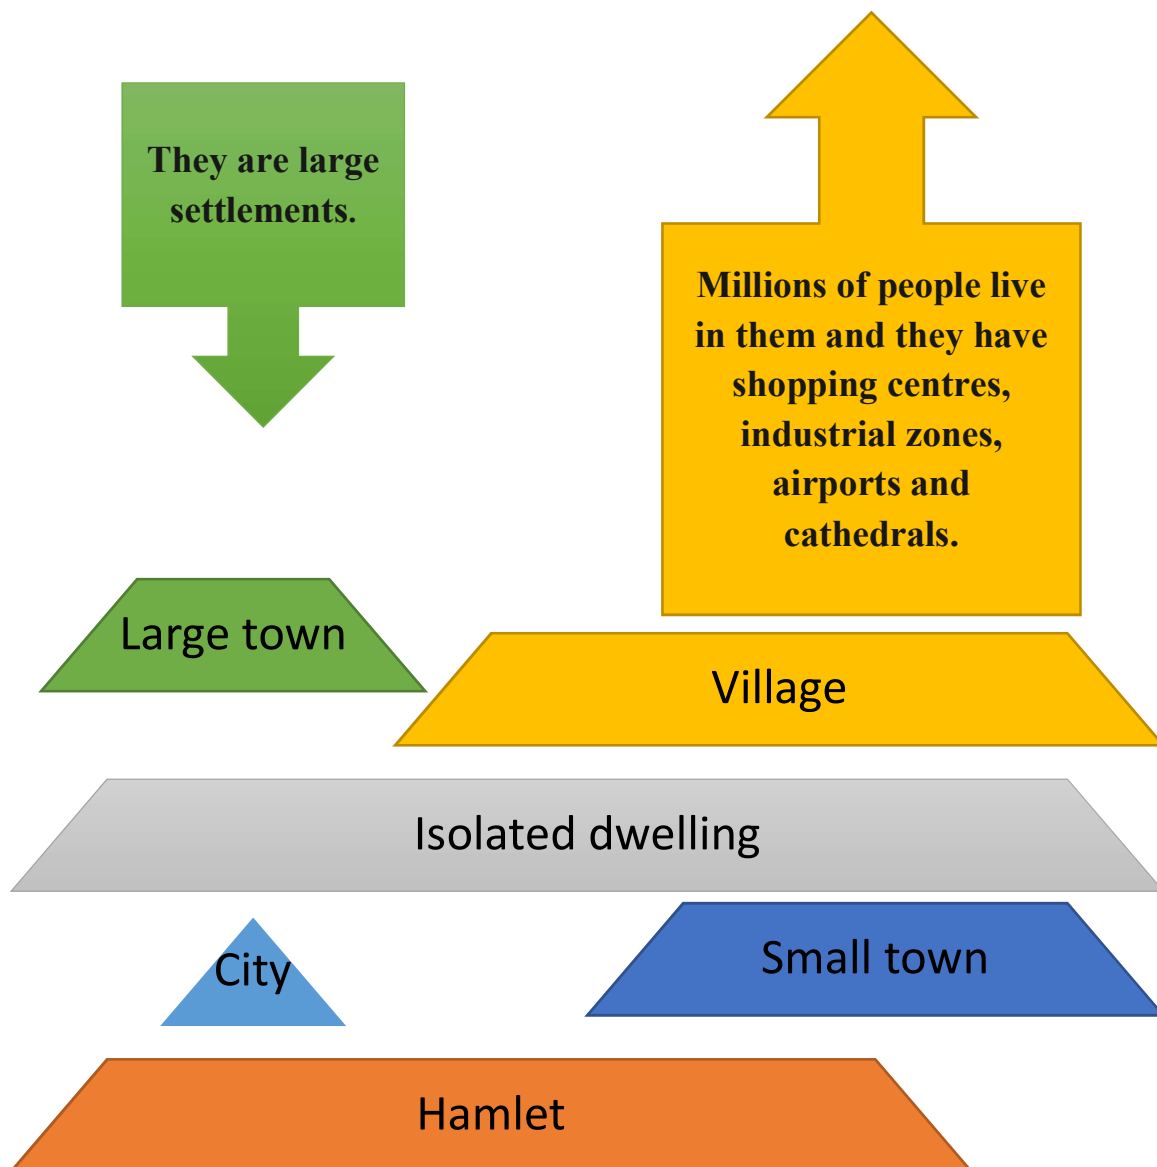 They are large
settlements.
Millions of people live
in them and they have
shopping centres,
industrial zones,
airports and
cathedrals.
Large town
Village
Isolated dwelling
City
Small town
Hamlet